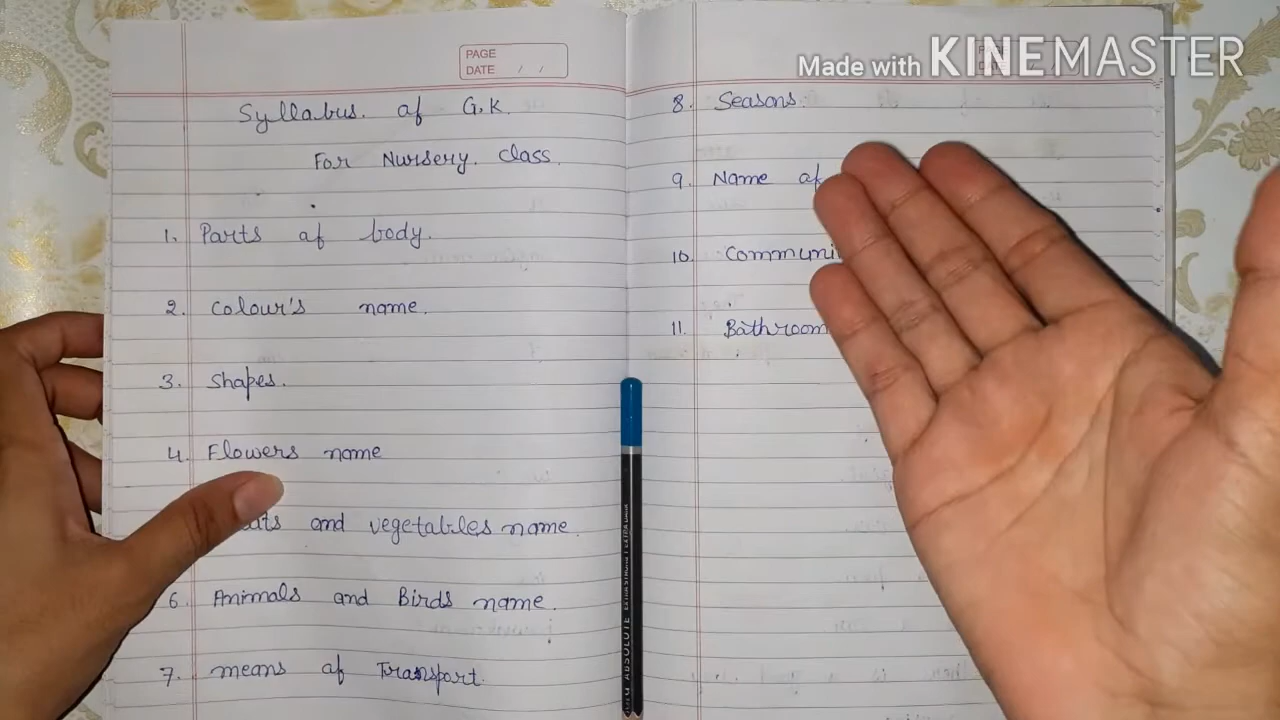 Made with KINEMASTER
PAGE
DATE / /
Syllabus. of G.K.
For Nursery. class.
1. Parts of body.
2. Colour's name.
3. Shapes.
4. Flowers name
and vegetables name.
6. Animals and Birds name.
7. means of Transport.
8. Seasons.
9. Name of
10.
11. Bathroom